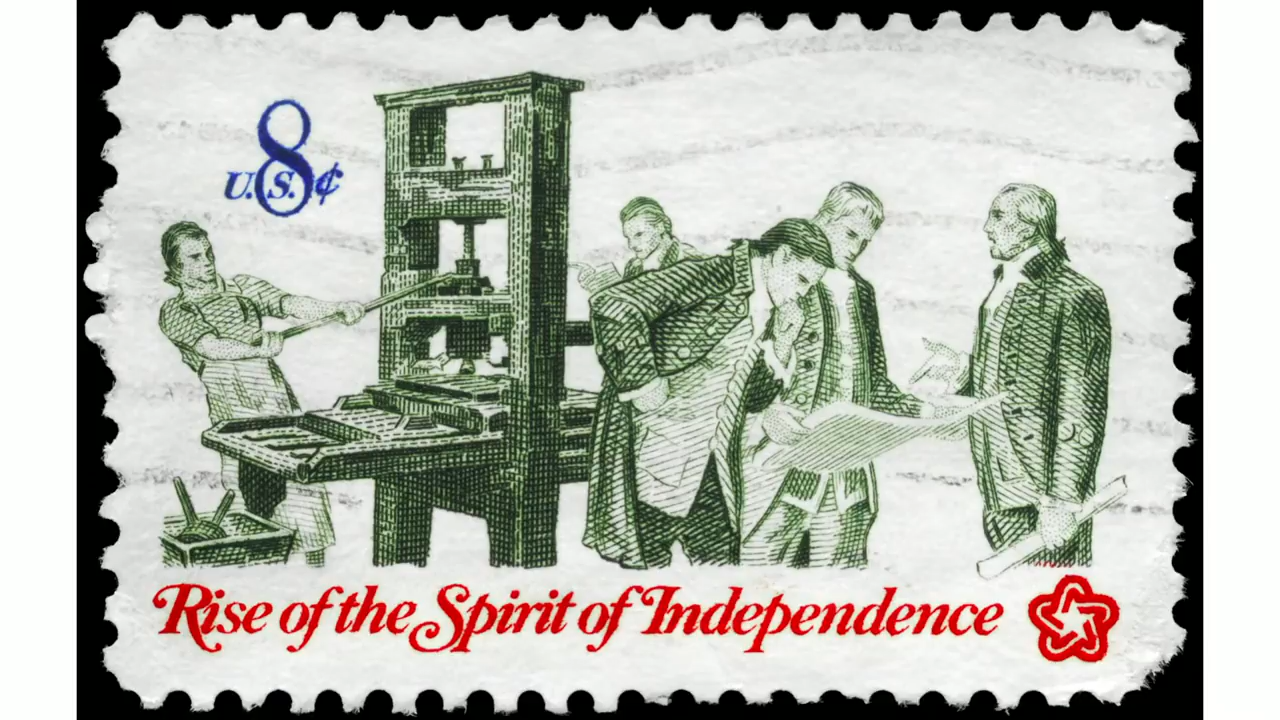 8
U.S. ¢
Rise of the Spirit of Independence